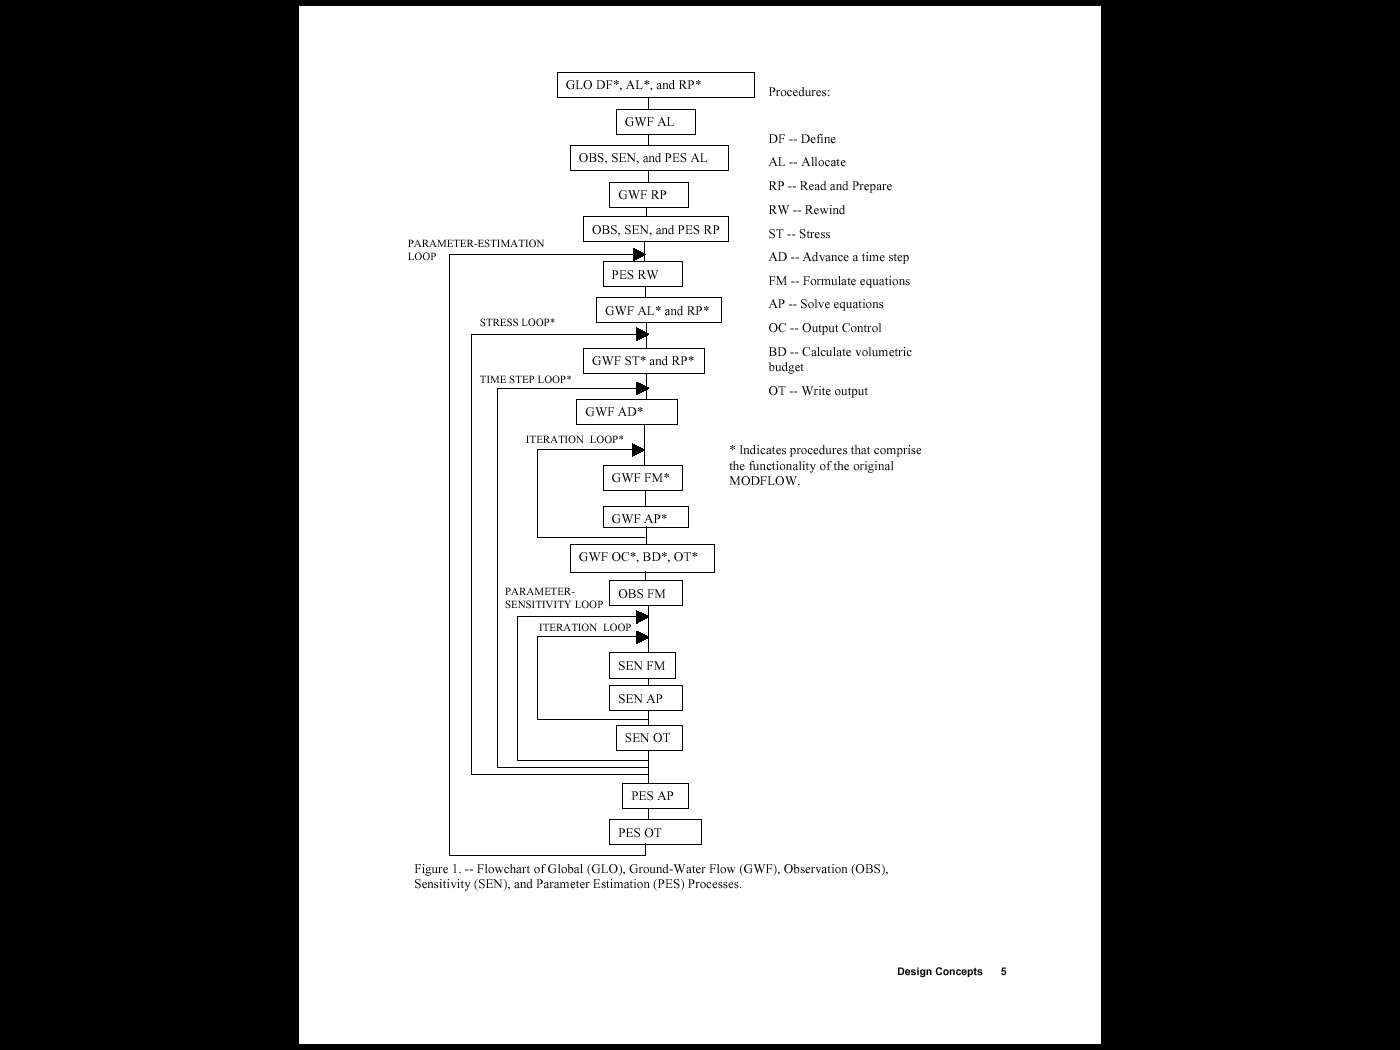 GLO DF*, AL*, and RP*
GWF AL
OBS, SEN, and PES AL
GWF RP
OBS, SEN, and PES RP
PARAMETER-ESTIMATION
LOOP
PES RW
GWF AL* and RP*
STRESS LOOP*
GWF ST* and RP*
TIME STEP LOOP*
GWF AD*
ITERATION LOOP*
GWF FM*
GWF AP*
GWF OC*, BD*, OT*
OBS FM
PARAMETER-
SENSITIVITY LOOP
ITERATION LOOP
SEN FM
SEN AP
SEN OT
PES AP
PES OT
Procedures:
DF -- Define
AL -- Allocate
RP -- Read and Prepare
RW -- Rewind
ST -- Stress
AD -- Advance a time step
FM -- Formulate equations
AP -- Solve equations
OC -- Output Control
BD -- Calculate volumetric
budget
OT -- Write output
* Indicates procedures that comprise
the functionality of the original
MODFLOW.
Figure 1. -- Flowchart of Global (GLO), Ground-Water Flow (GWF), Observation (OBS),
Sensitivity (SEN), and Parameter Estimation (PES) Processes.
Design Concepts 5